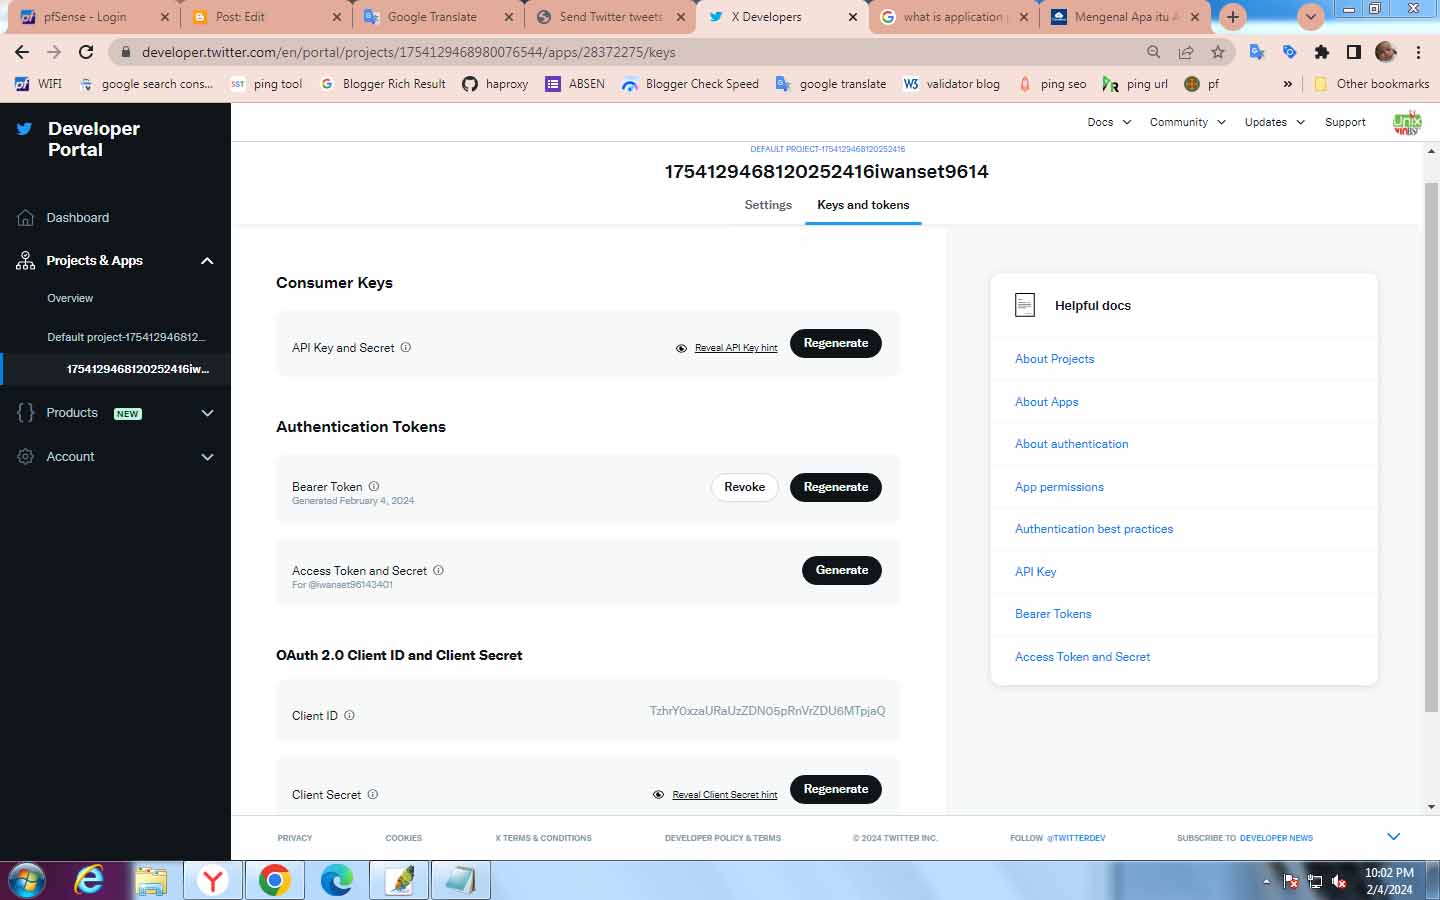 pfSense - Login
Post: Edit
Google Translate
Send Twitter tweets
X Developers
what is application
Mengenal Apa itu A
developer.twitter.com/en/portal/projects/1754129468980076544/apps/28372275/keys
WIFI
google search cons...
SST ping tool
Blogger Rich Result
haproxy
ABSEN
Blogger Check Speed
google translate
W3 validator blog
ping seo
ping url
pf
»
Other bookmarks
Developer
Portal
Docs
Community
Updates
Support
DEFAULT PROJECT-1754129468120252416
1754129468120252416iwanset9614
Settings
Keys and tokens
Dashboard
Projects & Apps
Overview
Default project-175412946812...
1754129468120252416iw...
Products NEW
Account
Consumer Keys
API Key and Secret
Reveal API Key hint
Regenerate
Authentication Tokens
Bearer Token
Generated February 4, 2024
Revoke
Regenerate
Access Token and Secret
For @iwanset96143401
Generate
OAuth 2.0 Client ID and Client Secret
Client ID
TzhrY0xzaURaUzZDN05pRnVrZDU6MTpjaQ
Client Secret
Reveal Client Secret hint
Regenerate
Helpful docs
About Projects
About Apps
About authentication
App permissions
Authentication best practices
API Key
Bearer Tokens
Access Token and Secret
PRIVACY
COOKIES
X TERMS & CONDITIONS
DEVELOPER POLICY & TERMS
© 2024 TWITTER INC.
FOLLOW @TWITTERDEV
SUBSCRIBE TO DEVELOPER NEWS
10:02 PM
2/4/2024